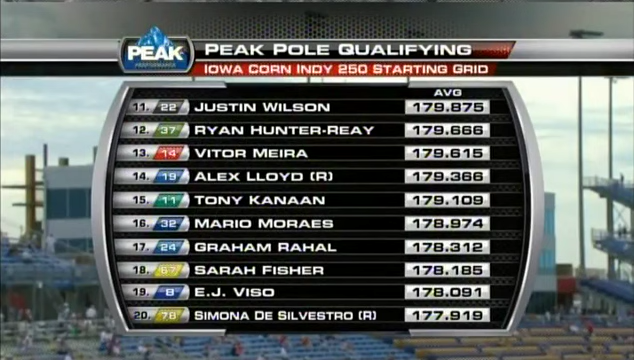 PEAK
PERFORMANCE
PEAK POLE QUALIFYING
IOWA CORN INDY 250 STARTING GRID
AVG
11. 22 JUSTIN WILSON 179.875
12. 37 RYAN HUNTER-REAY 179.666
13. 14 VITOR MEIRA 179.615
14. 19 ALEX LLOYD (R) 179.366
15. 11 TONY KANAAN 179.109
16. 32 MARIO MORAES 178.974
17. 24 GRAHAM RAHAL 178.312
18. 67 SARAH FISHER 178.185
19. 8 E.J. VISO 178.091
20. 78 SIMONA DE SILVESTRO (R) 177.919